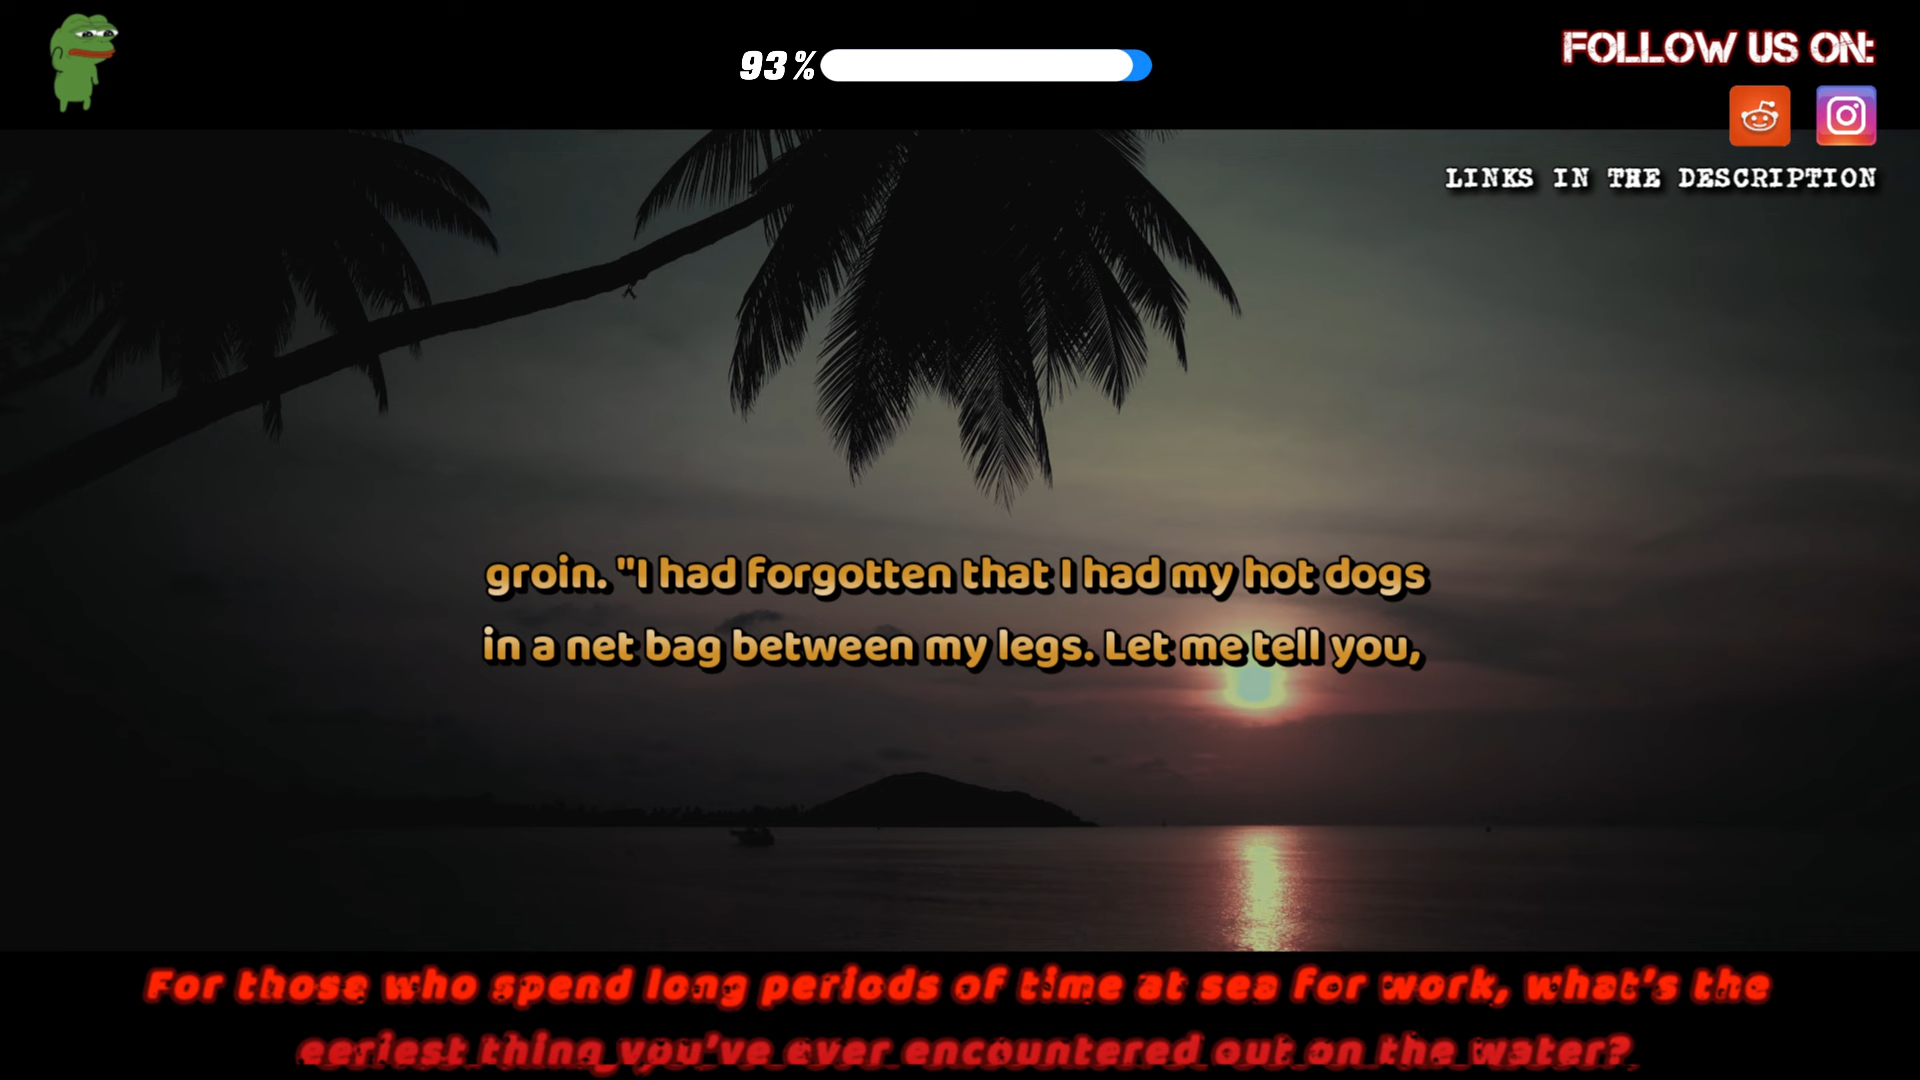 93%
FOLLOW US ON:
LINKS IN THE DESCRIPTION
groin. "I had forgotten that I had my hot dogs
in a net bag between my legs. Let me tell you,
For those who spend long periods of time at sea for work, what's the
eeriest thing you've ever encountered out on the water?